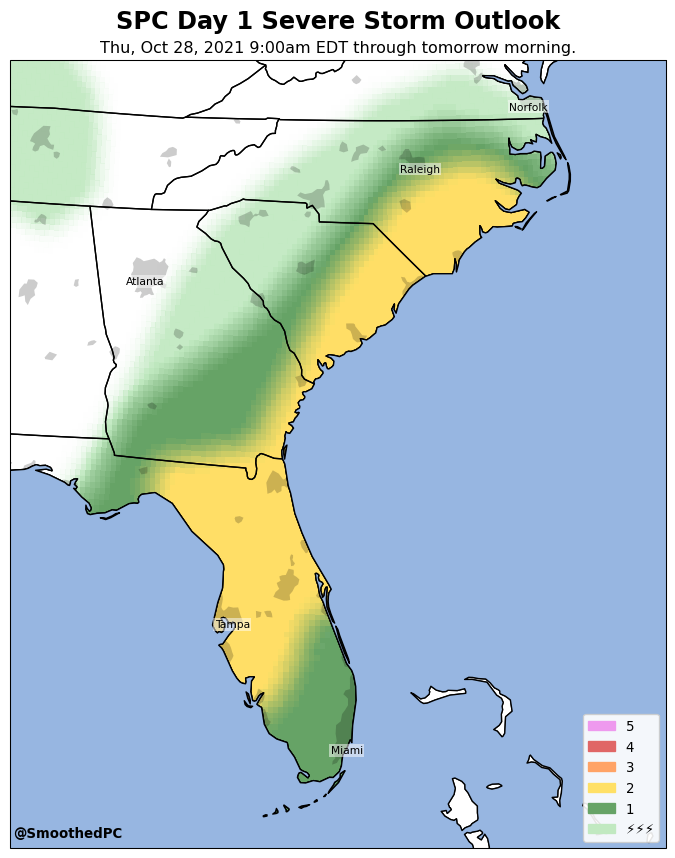 SPC Day 1 Severe Storm Outlook
Thu, Oct 28, 2021 9:00am EDT through tomorrow morning.
Norfolk
Raleigh
Atlanta
Tampa
Miami
5
4
3
2
1
⚡⚡⚡
@SmoothedPC